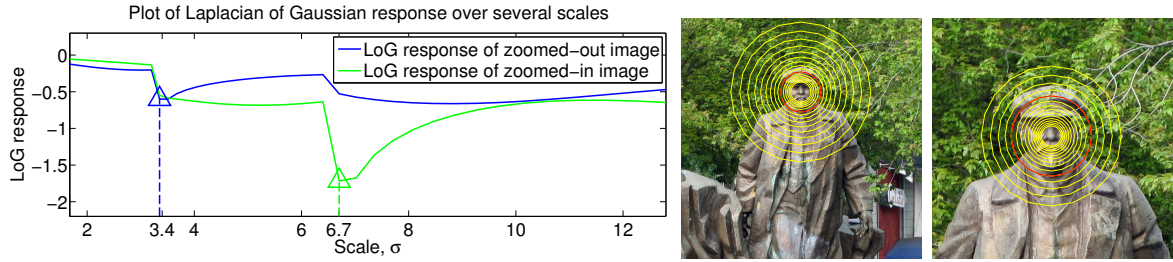 Plot of Laplacian of Gaussian response over several scales
LoG response
0
−0.5
−1
−1.5
−2
LoG response of zoomed−out image
LoG response of zoomed−in image
2 3.4 4 6 6.7 8 10 12
Scale, σ